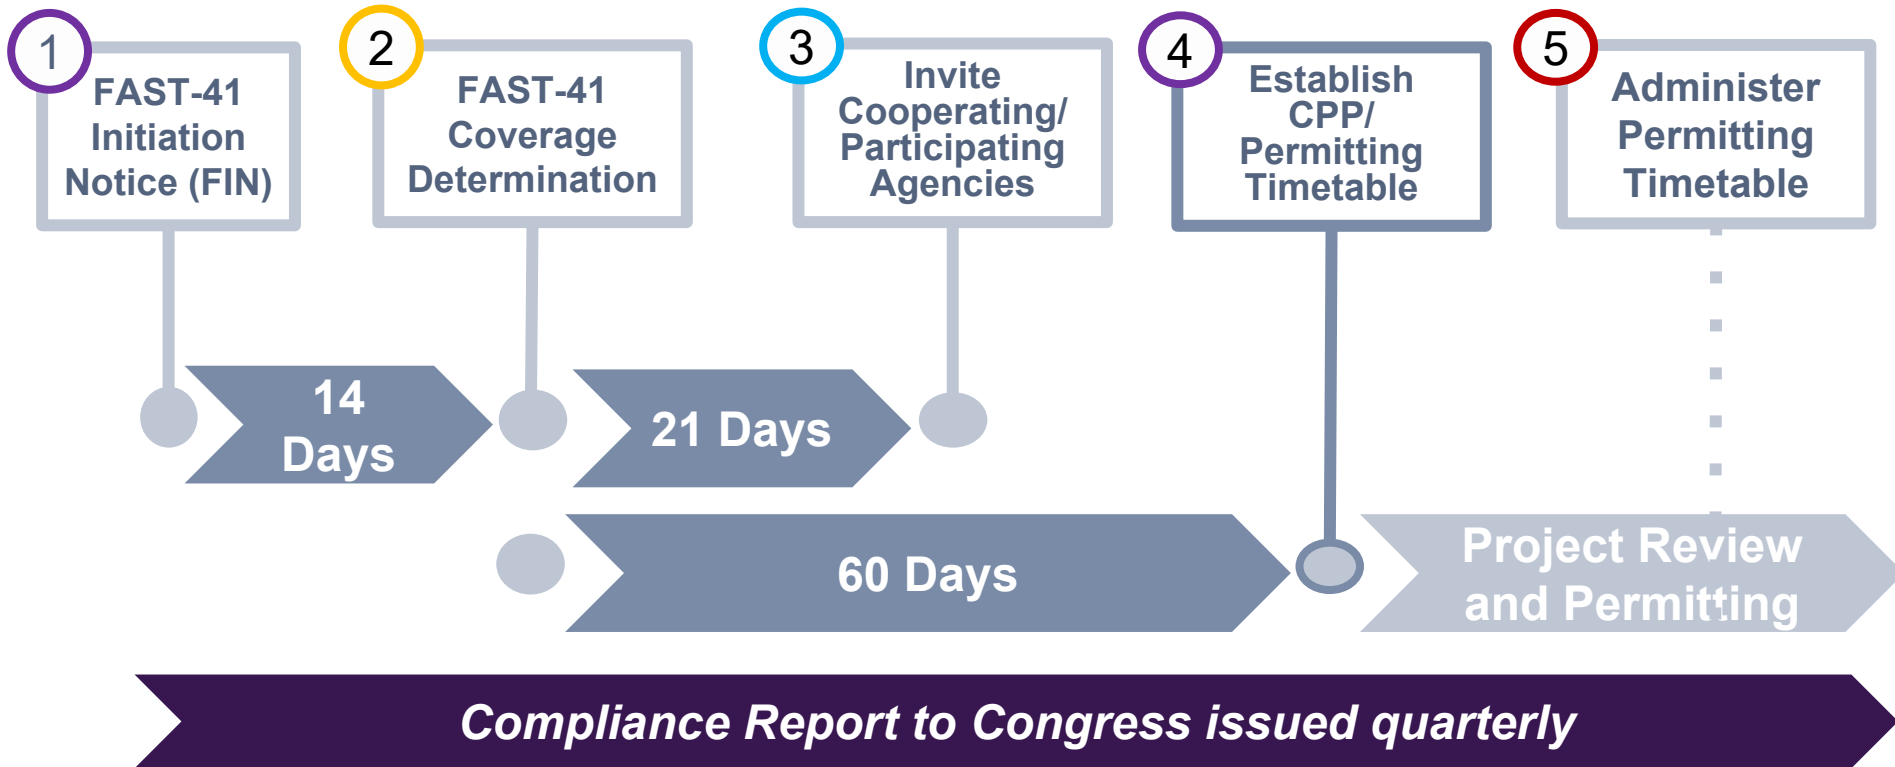 1
FAST-41
Initiation
Notice (FIN)
2
FAST-41
Coverage
Determination
3
Invite
Cooperating/
Participating
Agencies
4
Establish
CPP/
Permitting
Timetable
5
Administer
Permitting
Timetable
14
Days
21 Days
60 Days
Project Review
and Permitting
Compliance Report to Congress issued quarterly